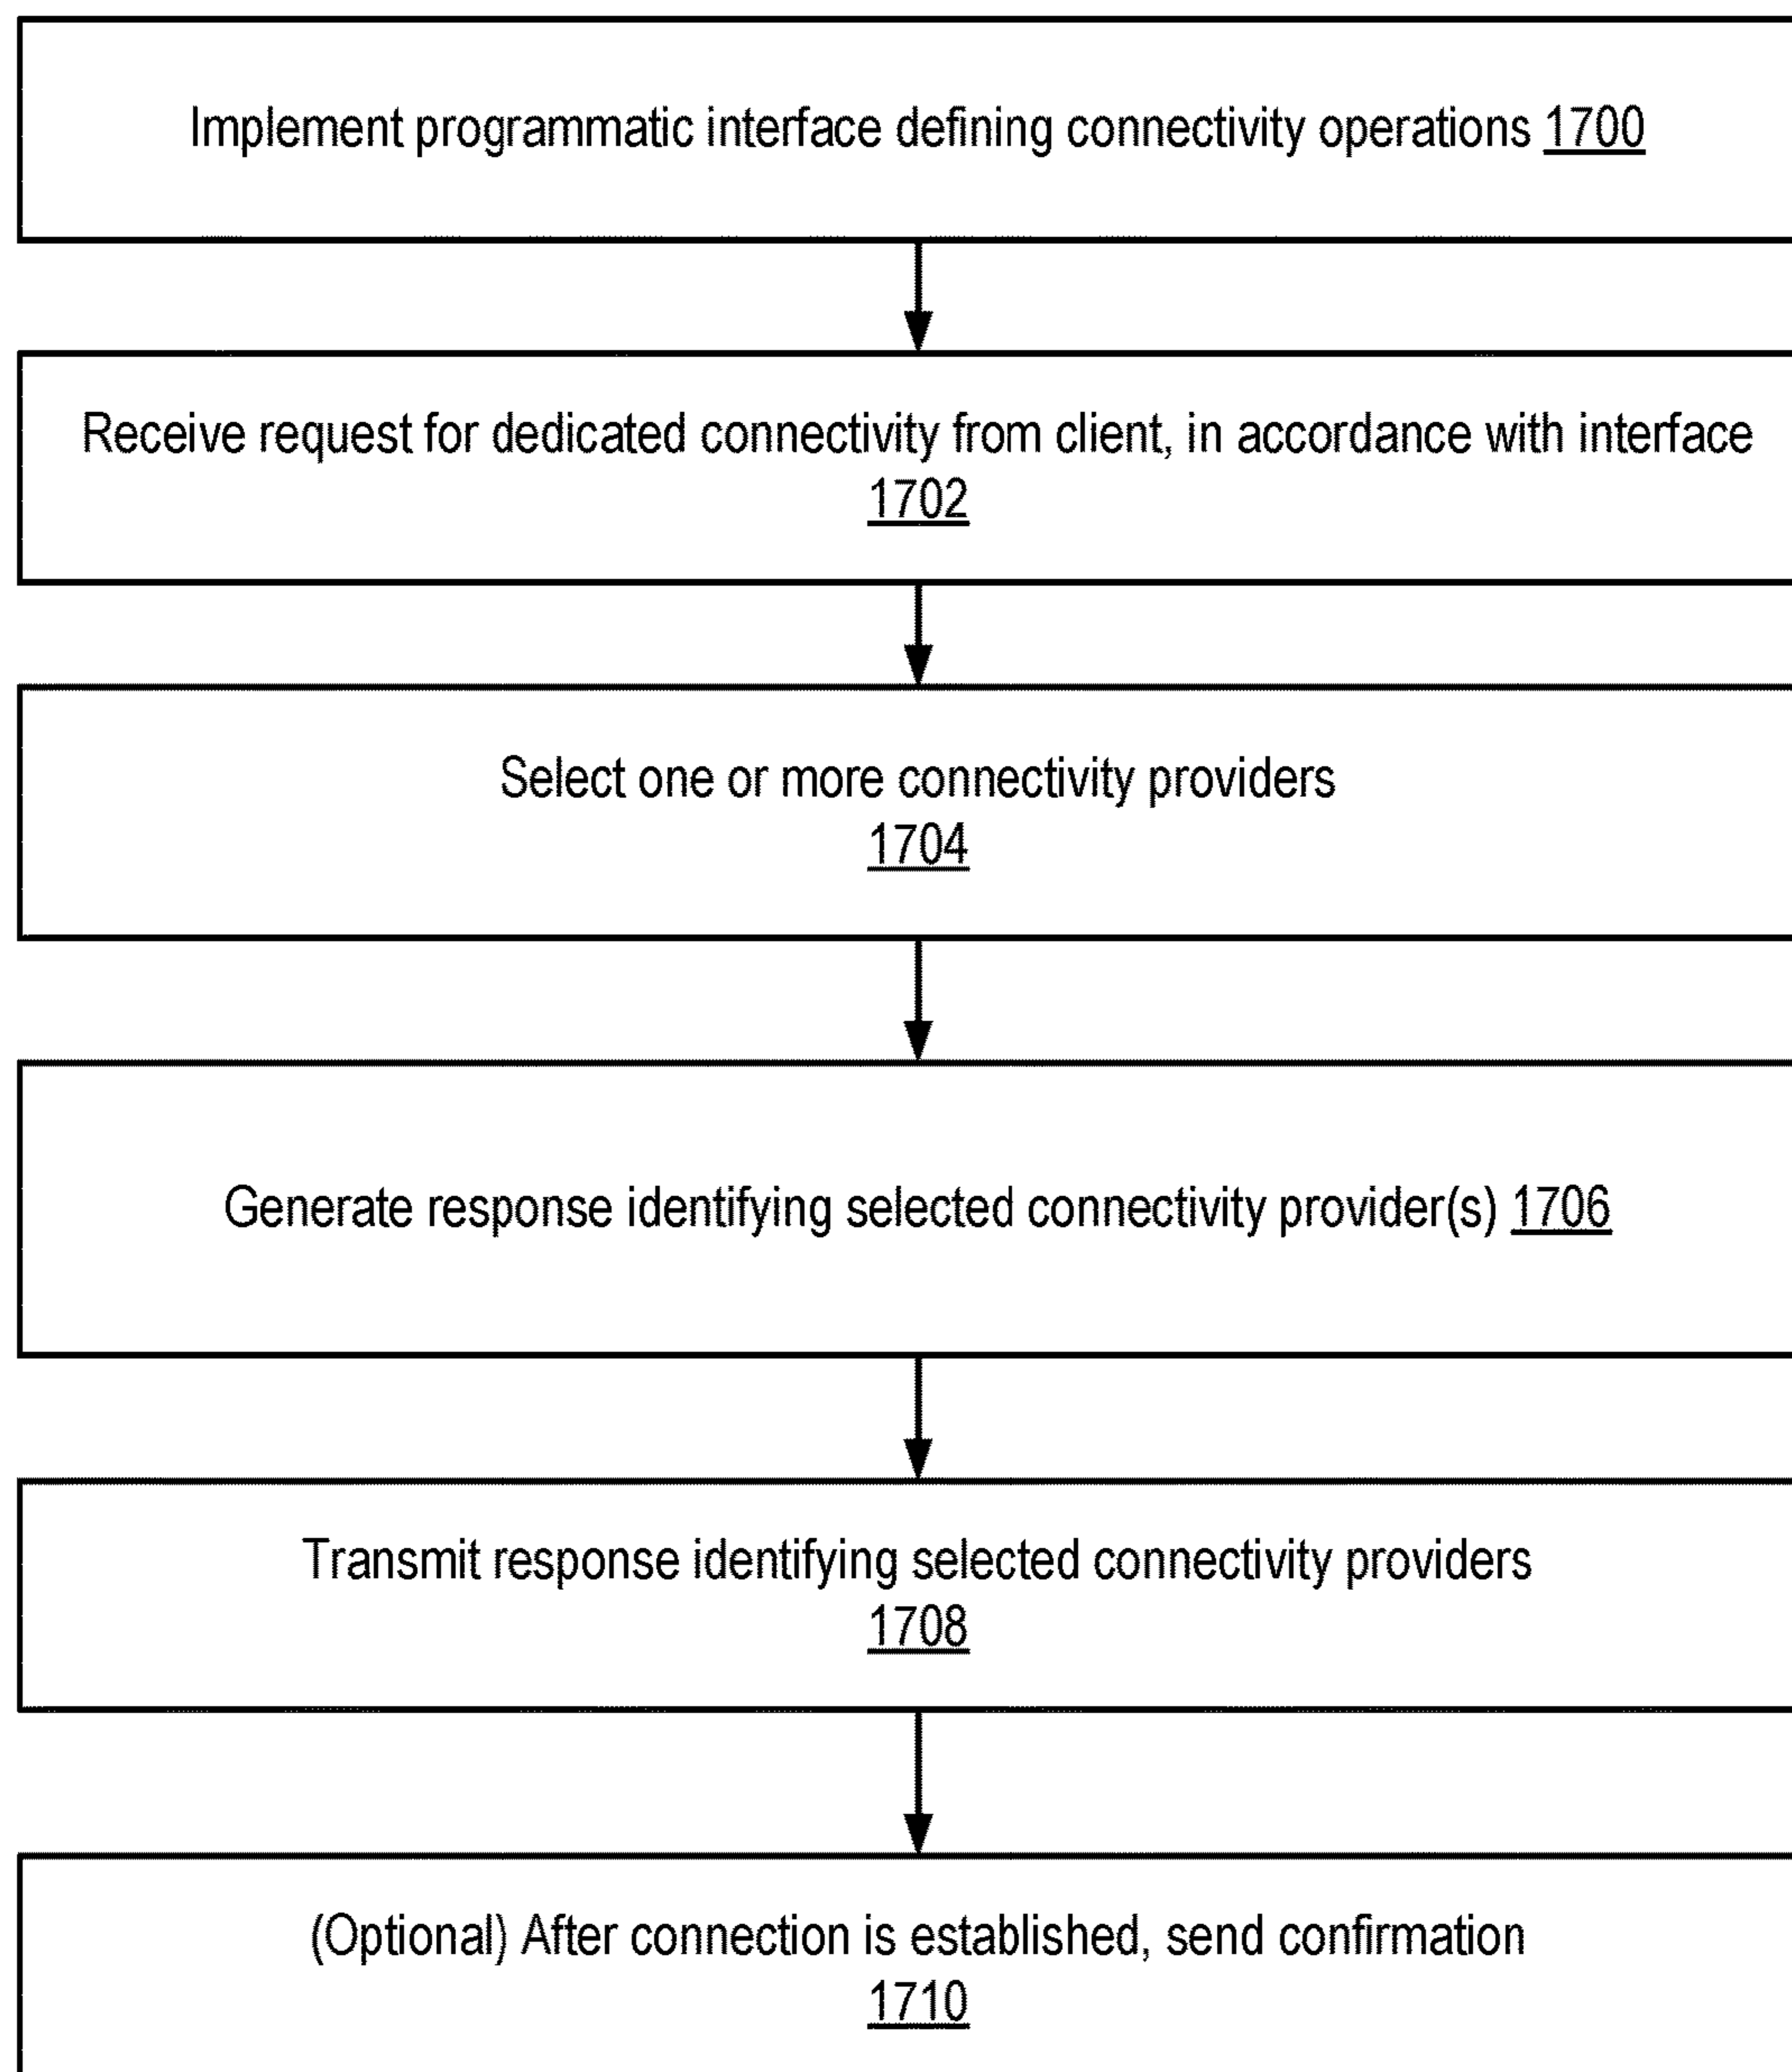 Implement programmatic interface defining connectivity operations 1700
Receive request for dedicated connectivity from client, in accordance with interface
1702
Select one or more connectivity providers
1704
Generate response identifying selected connectivity provider(s) 1706
Transmit response identifying selected connectivity providers
1708
(Optional) After connection is established, send confirmation
1710